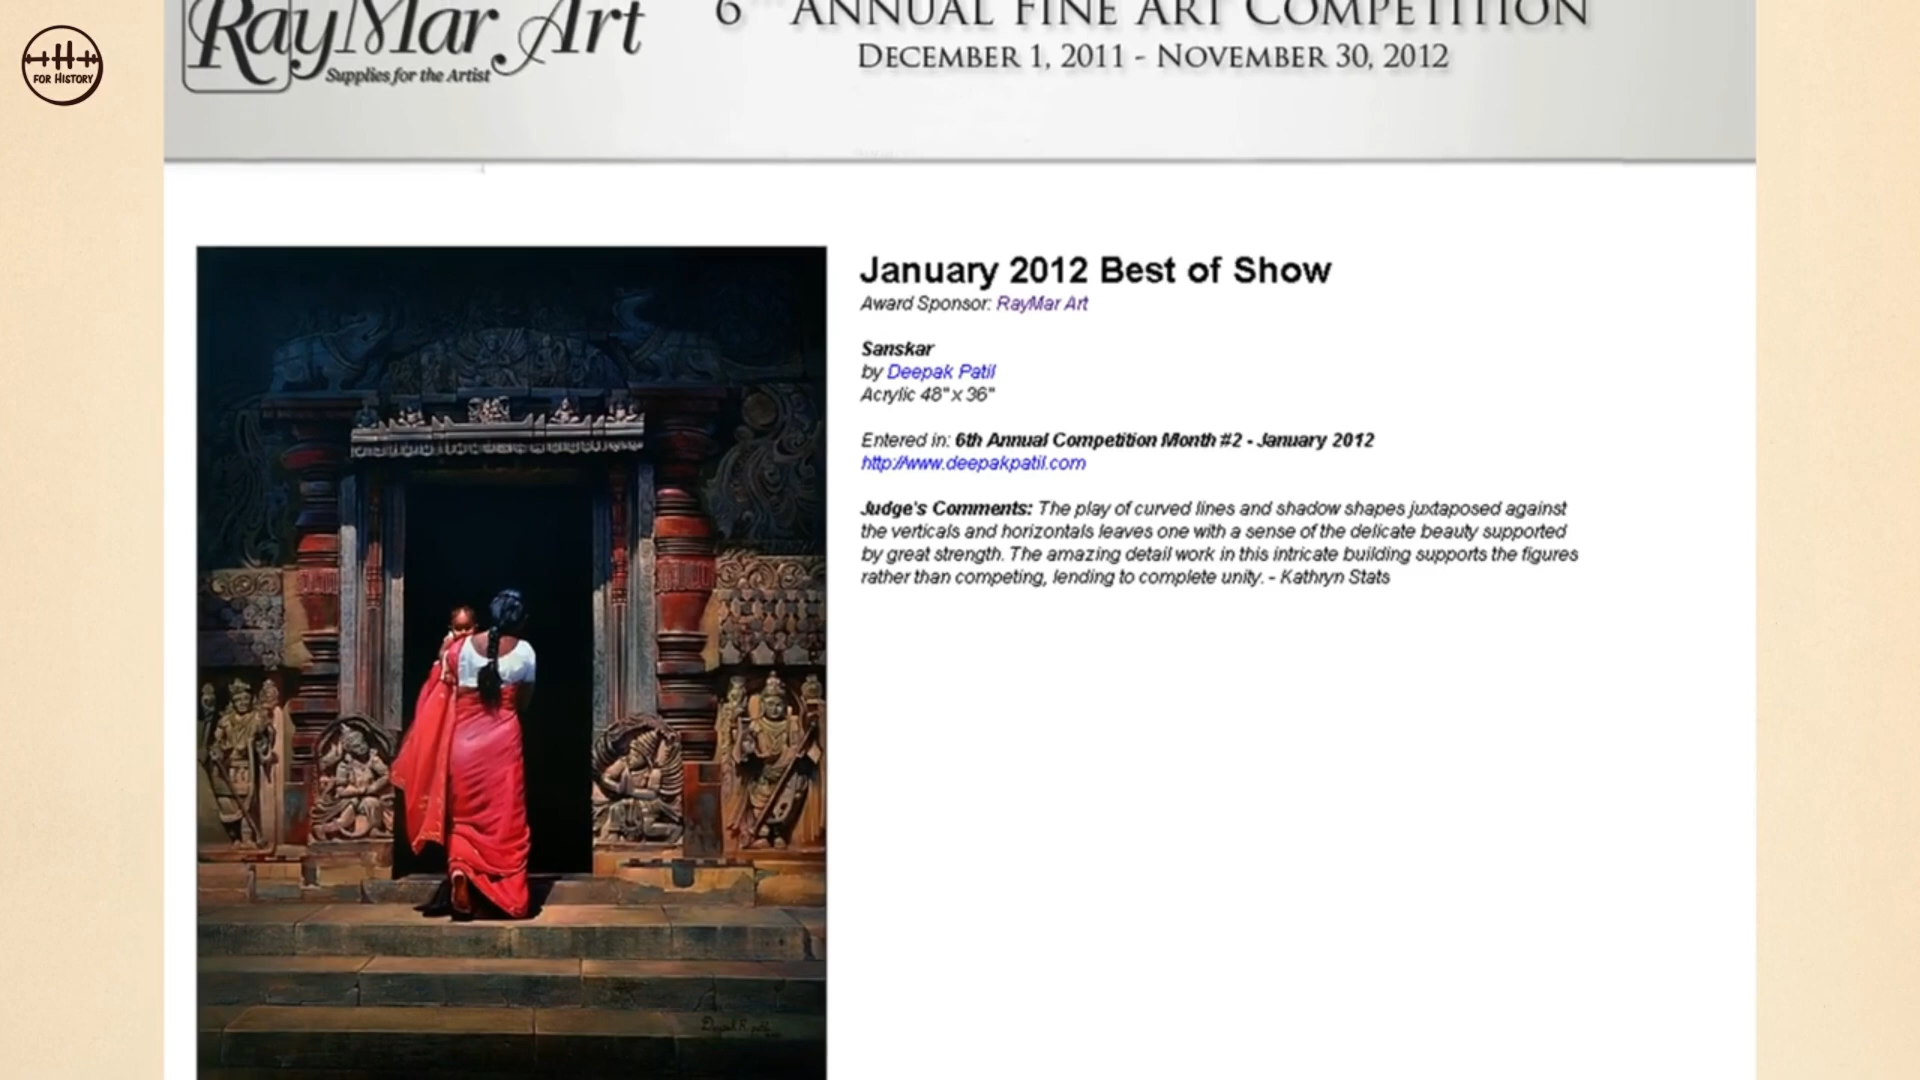 FOR HISTORY
RayMar Art
Supplies for the Artist
6TH ANNUAL FINE ART COMPETITION
DECEMBER 1, 2011 - NOVEMBER 30, 2012
January 2012 Best of Show
Award Sponsor: RayMar Art
Sanskar
by Deepak Patil
Acrylic 48" x 36"
Entered in: 6th Annual Competition Month #2 - January 2012
http://www.deepakpatil.com
Judge's Comments: The play of curved lines and shadow shapes juxtaposed against
the verticals and horizontals leaves one with a sense of the delicate beauty supported
by great strength. The amazing detail work in this intricate building supports the figures
rather than competing, lending to complete unity. - Kathryn Stats